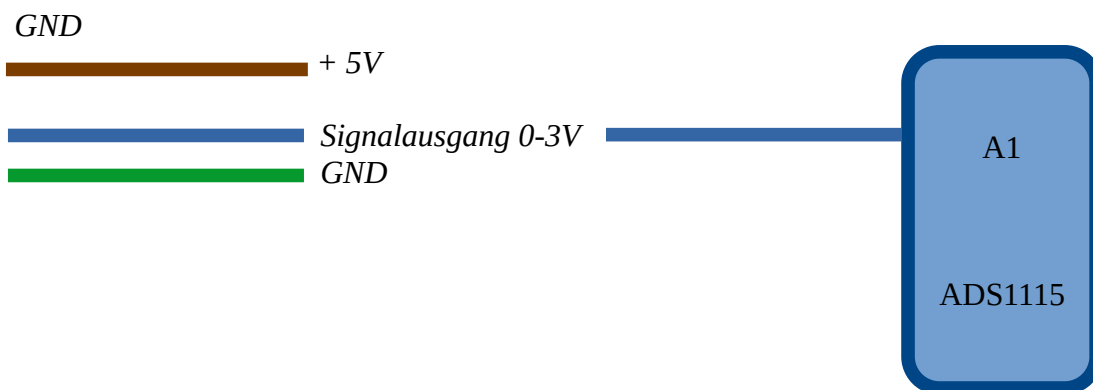 GND
+ 5V
Signalausgang 0-3V
GND
A1
ADS1115